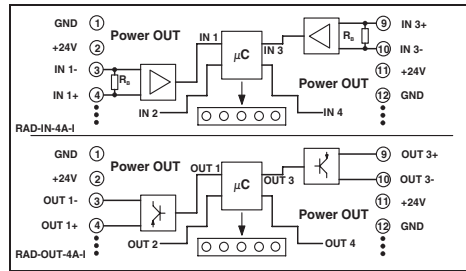 GND 1
+24V 2
IN 1- 3
IN 1+ 4
Power OUT
RB
IN 1
IN 2
μC
IN 3
IN 4
9 IN 3+
RB
10 IN 3-
11 +24V
12 GND
Power OUT
RAD-IN-4A-I
GND 1
+24V 2
OUT 1- 3
OUT 1+ 4
Power OUT
OUT 1
OUT 2
μC
OUT 3
OUT 4
9 OUT 3+
10 OUT 3-
11 +24V
12 GND
Power OUT
RAD-OUT-4A-I